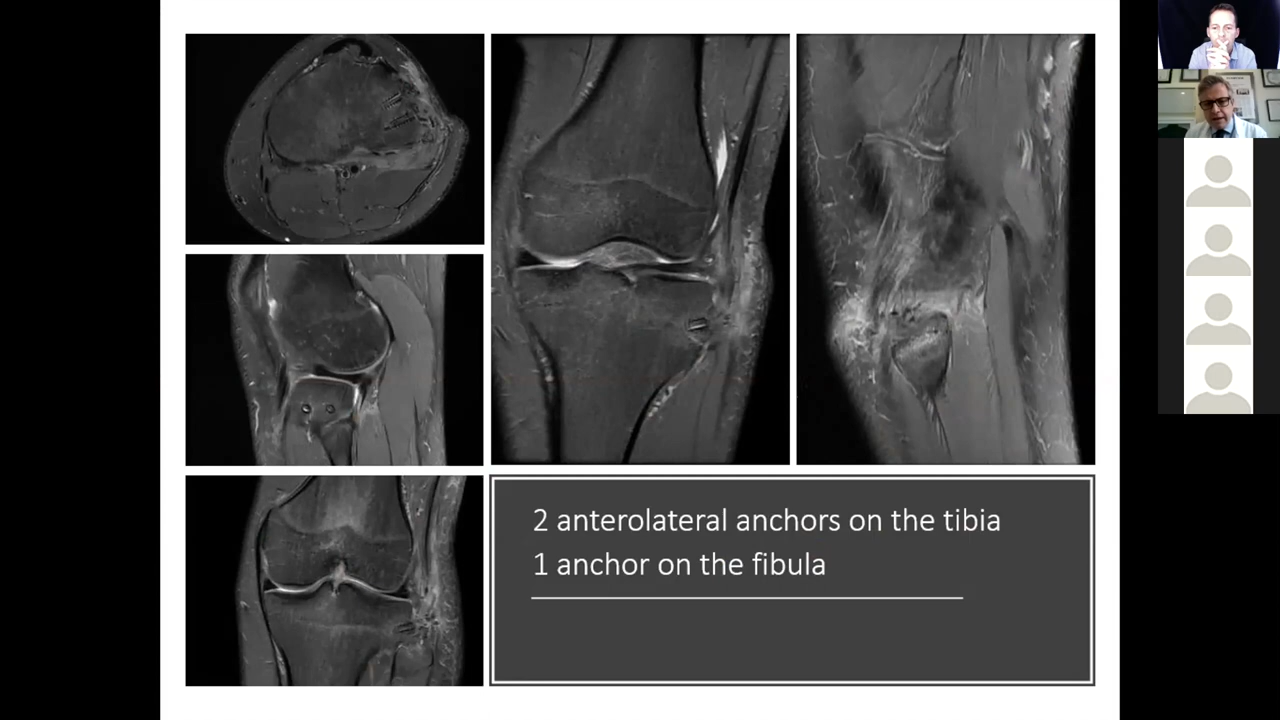 2 anterolateral anchors on the tibia
1 anchor on the fibula